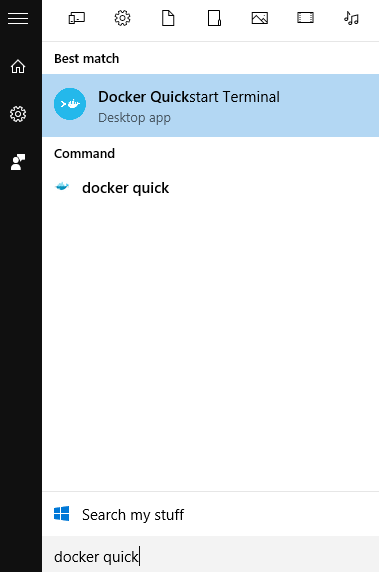 Best match
Docker Quickstart Terminal
Desktop app
Command
docker quick
Search my stuff
docker quick